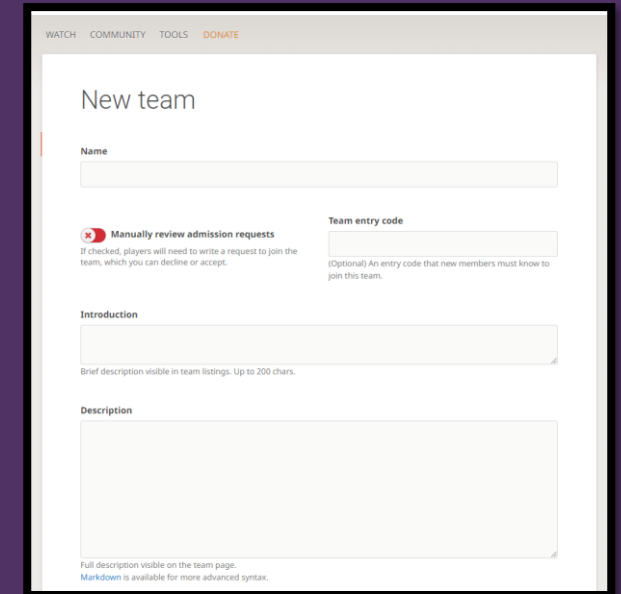 WATCH COMMUNITY TOOLS DONATE
New team
Name
Manually review admission requests
If checked, players will need to write a request to join the
team, which you can decline or accept.
Team entry code
(Optional) An entry code that new members must know to
join this team.
Introduction
Brief description visible in team listings. Up to 200 chars.
Description
Full description visible on the team page.
Markdown is available for more advanced syntax.